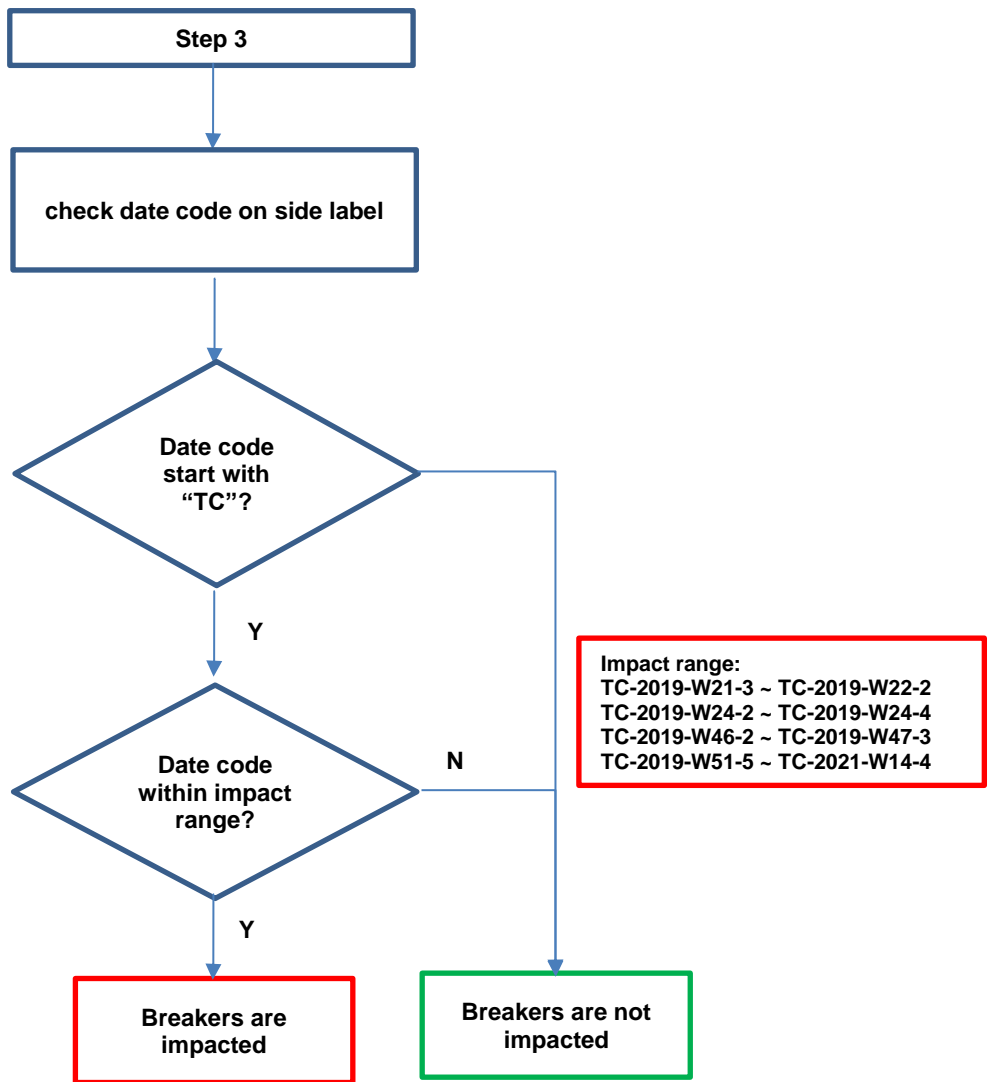 Step 3
check date code on side label
Date code
start with
“TC”?
Y
Impact range:
TC-2019-W21-3 ~ TC-2019-W22-2
TC-2019-W24-2 ~ TC-2019-W24-4
TC-2019-W46-2 ~ TC-2019-W47-3
TC-2019-W51-5 ~ TC-2021-W14-4
Date code
within impact
range?
N
Y
Breakers are
impacted
Breakers are not
impacted